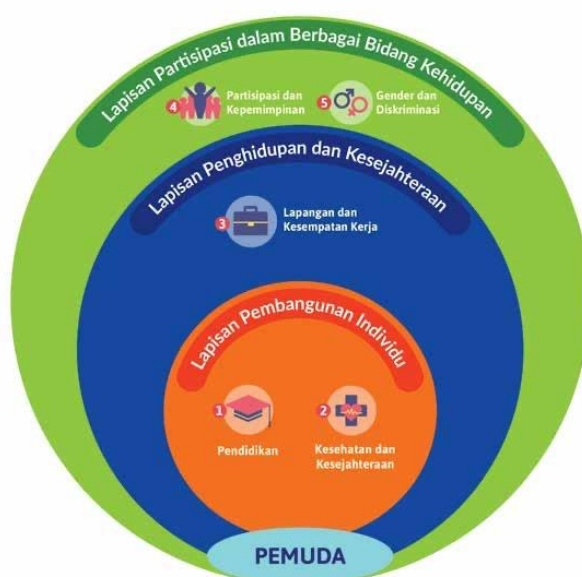 Lapisan Partisipasi dalam Berbagai Bidang Kehidupan
4
Partisipasi dan
Kepemimpinan
5
Gender dan
Diskriminasi
Lapisan Penghidupan dan Kesejahteraan
3
Lapangan dan
Kesempatan Kerja
Lapisan Pembangunan Individu
1
Pendidikan
2
Kesehatan dan
Kesejahteraan
PEMUDA